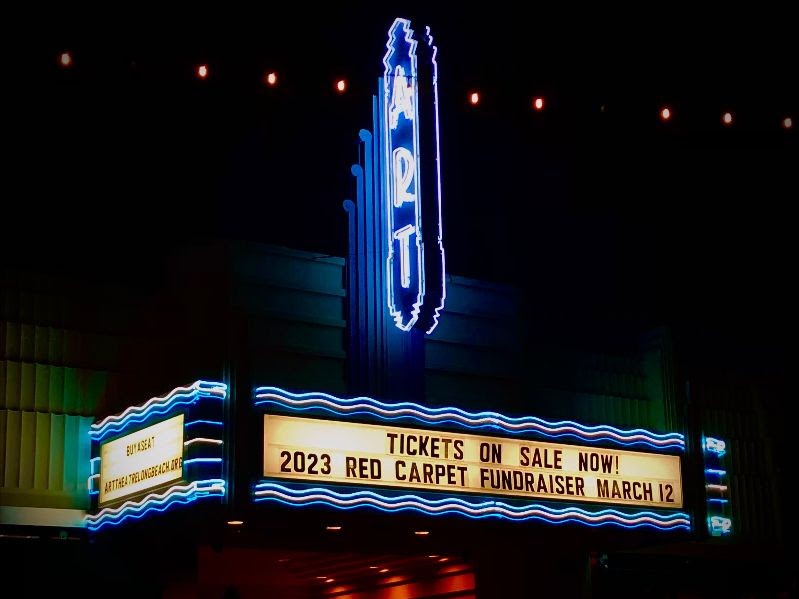 ART
BUY A SEAT
ARTTHEATRELONGBEACH.ORG
TICKETS ON SALE NOW!
2023 RED CARPET FUNDRAISER MARCH 12